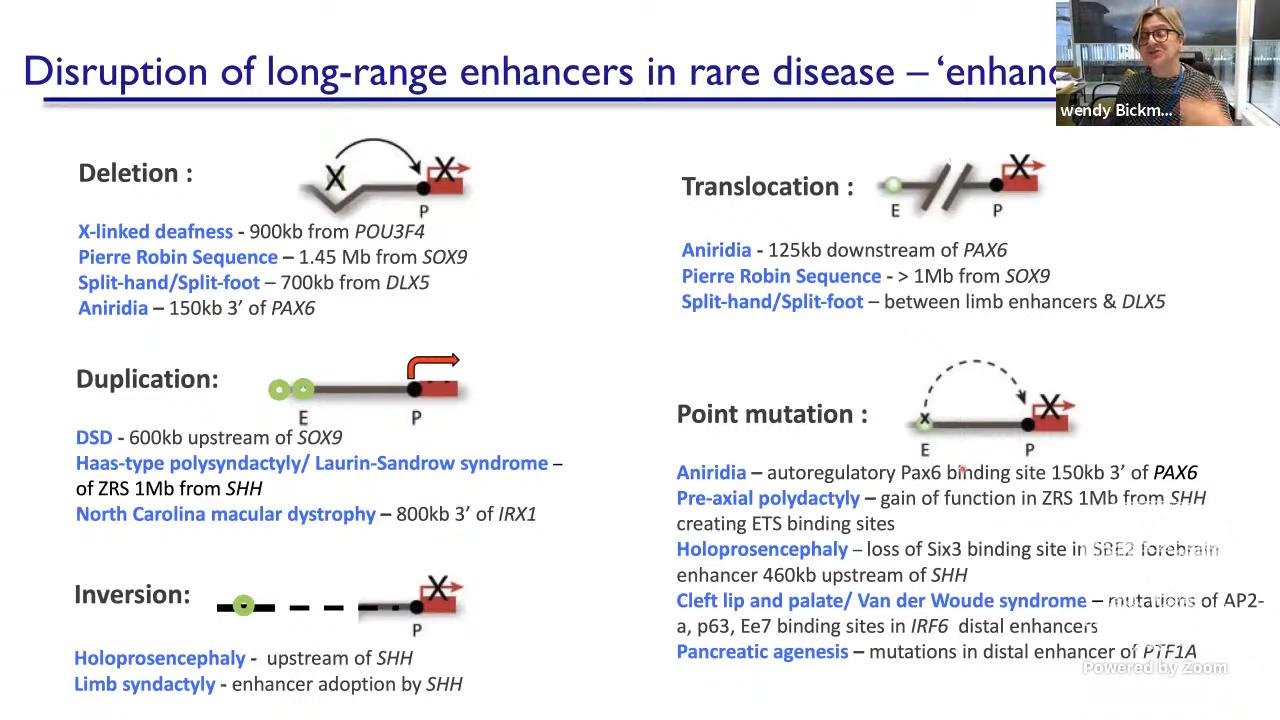 Disruption of long-range enhancers in rare disease – ‘enhanc
wendy Bickm...
Deletion :
X
X
P
X-linked deafness - 900kb from POU3F4
Pierre Robin Sequence – 1.45 Mb from SOX9
Split-hand/Split-foot – 700kb from DLX5
Aniridia – 150kb 3’ of PAX6
Duplication:
E
P
DSD - 600kb upstream of SOX9
Haas-type polysyndactyly/ Laurin-Sandrow syndrome –
of ZRS 1Mb from SHH
North Carolina macular dystrophy – 800kb 3’ of IRX1
Inversion:
X
P
Holoprosencephaly - upstream of SHH
Limb syndactyly - enhancer adoption by SHH
Translocation :
X
E
P
Aniridia - 125kb downstream of PAX6
Pierre Robin Sequence - > 1Mb from SOX9
Split-hand/Split-foot – between limb enhancers & DLX5
Point mutation :
x
X
E
P
Aniridia – autoregulatory Pax6 binding site 150kb 3’ of PAX6
Pre-axial polydactyly – gain of function in ZRS 1Mb from SHH
creating ETS binding sites
Holoprosencephaly – loss of Six3 binding site in SBE2 forebrain
enhancer 460kb upstream of SHH
Cleft lip and palate/ Van der Woude syndrome – mutations of AP2-
a, p63, Ee7 binding sites in IRF6 distal enhancers
Pancreatic agenesis – mutations in distal enhancer of PTF1A
Powered by Zoom